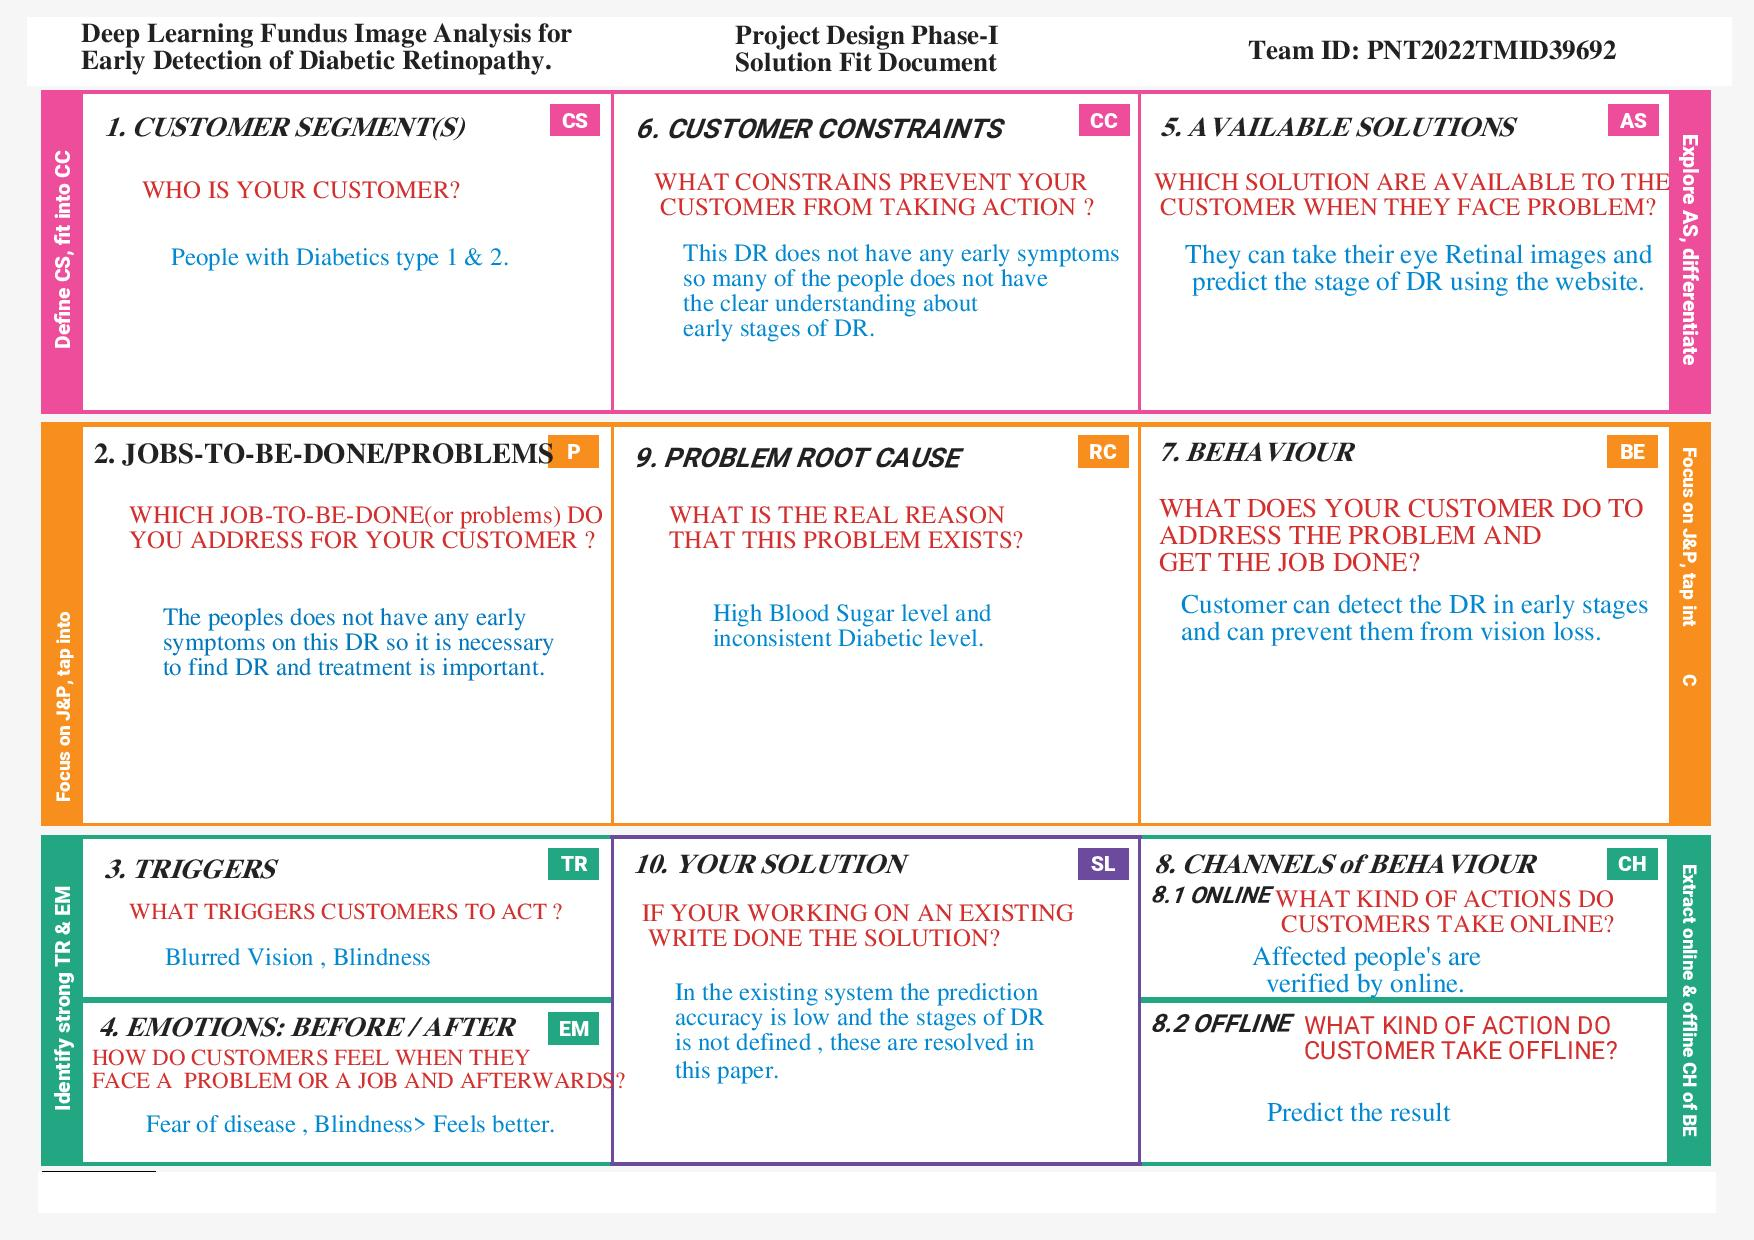 Deep Learning Fundus Image Analysis for
Early Detection of Diabetic Retinopathy.
Project Design Phase-I
Solution Fit Document
Team ID: PNT2022TMID39692
Define CS, fit into CC
1. CUSTOMER SEGMENT(S)
CS
WHO IS YOUR CUSTOMER?
People with Diabetics type 1 & 2.
6. CUSTOMER CONSTRAINTS
CC
WHAT CONSTRAINS PREVENT YOUR
CUSTOMER FROM TAKING ACTION ?
This DR does not have any early symptoms
so many of the people does not have
the clear understanding about
early stages of DR.
5. AVAILABLE SOLUTIONS
AS
WHICH SOLUTION ARE AVAILABLE TO THE
CUSTOMER WHEN THEY FACE PROBLEM?
They can take their eye Retinal images and
predict the stage of DR using the website.
Explore AS, differentiate
Focus on J&P, tap into
2. JOBS-TO-BE-DONE/PROBLEMS
P
WHICH JOB-TO-BE-DONE(or problems) DO
YOU ADDRESS FOR YOUR CUSTOMER ?
The peoples does not have any early
symptoms on this DR so it is necessary
to find DR and treatment is important.
9. PROBLEM ROOT CAUSE
RC
WHAT IS THE REAL REASON
THAT THIS PROBLEM EXISTS?
High Blood Sugar level and
inconsistent Diabetic level.
7. BEHAVIOUR
BE
WHAT DOES YOUR CUSTOMER DO TO
ADDRESS THE PROBLEM AND
GET THE JOB DONE?
Customer can detect the DR in early stages
and can prevent them from vision loss.
Focus on J&P, tap int C
Identify strong TR & EM
3. TRIGGERS
TR
WHAT TRIGGERS CUSTOMERS TO ACT ?
Blurred Vision , Blindness
4. EMOTIONS: BEFORE / AFTER
EM
HOW DO CUSTOMERS FEEL WHEN THEY
FACE A PROBLEM OR A JOB AND AFTERWARDS?
Fear of disease , Blindness> Feels better.
10. YOUR SOLUTION
SL
IF YOUR WORKING ON AN EXISTING
WRITE DONE THE SOLUTION?
In the existing system the prediction
accuracy is low and the stages of DR
is not defined , these are resolved in
this paper.
8. CHANNELS of BEHAVIOUR
CH
8.1 ONLINE WHAT KIND OF ACTIONS DO
CUSTOMERS TAKE ONLINE?
Affected people's are
verified by online.
8.2 OFFLINE WHAT KIND OF ACTION DO
CUSTOMER TAKE OFFLINE?
Predict the result
Extract online & offline CH of BE